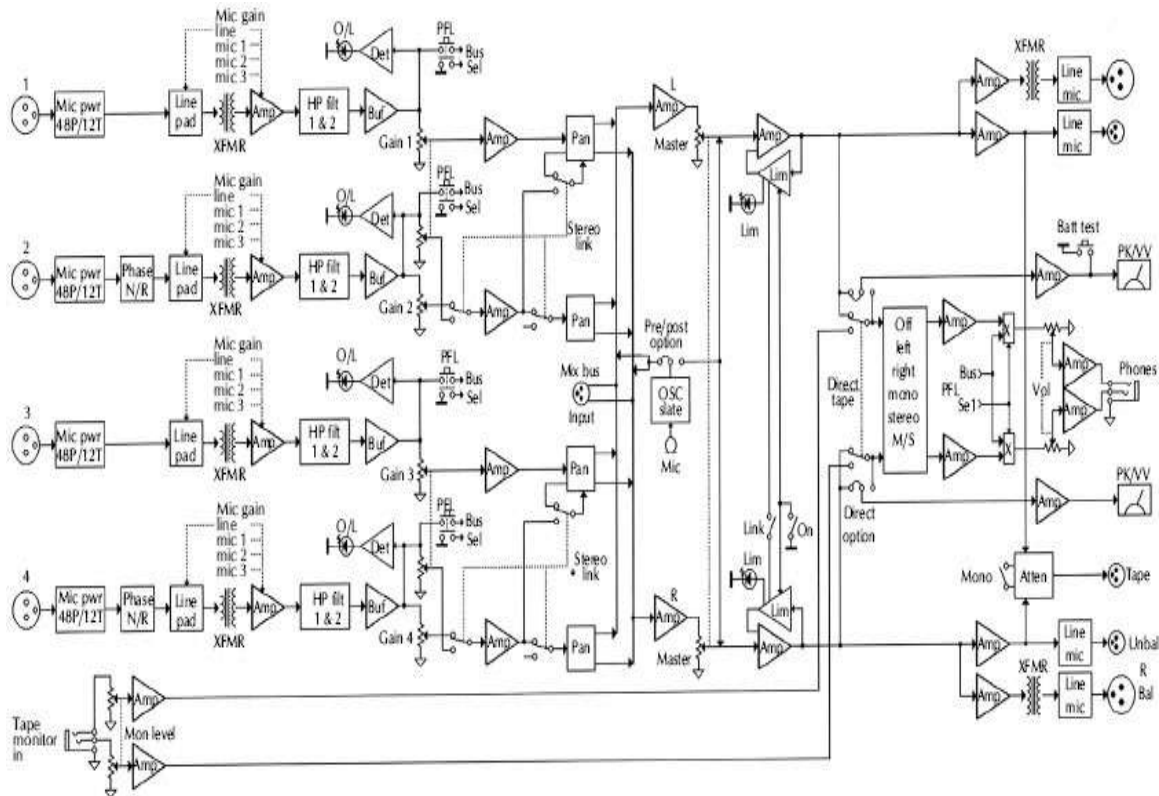 Mic gain
line
mic 1
mic 2
mic 3
O/L
Det
PFL
Bus
Sel
1
Mic pwr
48P/12T
Line
pad
XFMR
Amp
HP filt
1 & 2
Buf
Gain 1
Amp
Pan
L
Amp
Master
Amp
Lim
Lim
Amp
XFMR
Line
mic
Amp
Line
mic
Mic gain
line
mic 1
mic 2
mic 3
O/L
Det
PFL
Bus
Sel
2
Mic pwr
48P/12T
Phase
N/R
Line
pad
XFMR
Amp
HP filt
1 & 2
Buf
Gain 2
Stereo
link
Amp
Pan
Batt test
Amp
PK/VV
Pre/post
option
OSC
slate
Mic
Mix bus
Input
Direct
tape
Off
left
right
mono
stereo
M/S
Amp
X
Bus
PFL
Se1
Vol
Amp
Amp
Phones
Amp
X
Mic gain
line
mic 1
mic 2
mic 3
O/L
Det
PFL
Bus
Sel
3
Mic pwr
48P/12T
Line
pad
XFMR
Amp
HP filt
1 & 2
Buf
Gain 3
Amp
Pan
Direct
option
Amp
PK/VV
Link
On
Mic gain
line
mic 1
mic 2
mic 3
O/L
Det
PFL
Bus
Sel
4
Mic pwr
48P/12T
Phase
N/R
Line
pad
XFMR
Amp
HP filt
1 & 2
Buf
Gain 4
Stereo
link
Amp
Pan
R
Amp
Master
Lim
Lim
Amp
Mono
Atten
Tape
Amp
Line
mic
Unbal
XFMR
Amp
Line
mic
R
Bal
Tape
monitor
in
Amp
Mon level
Amp